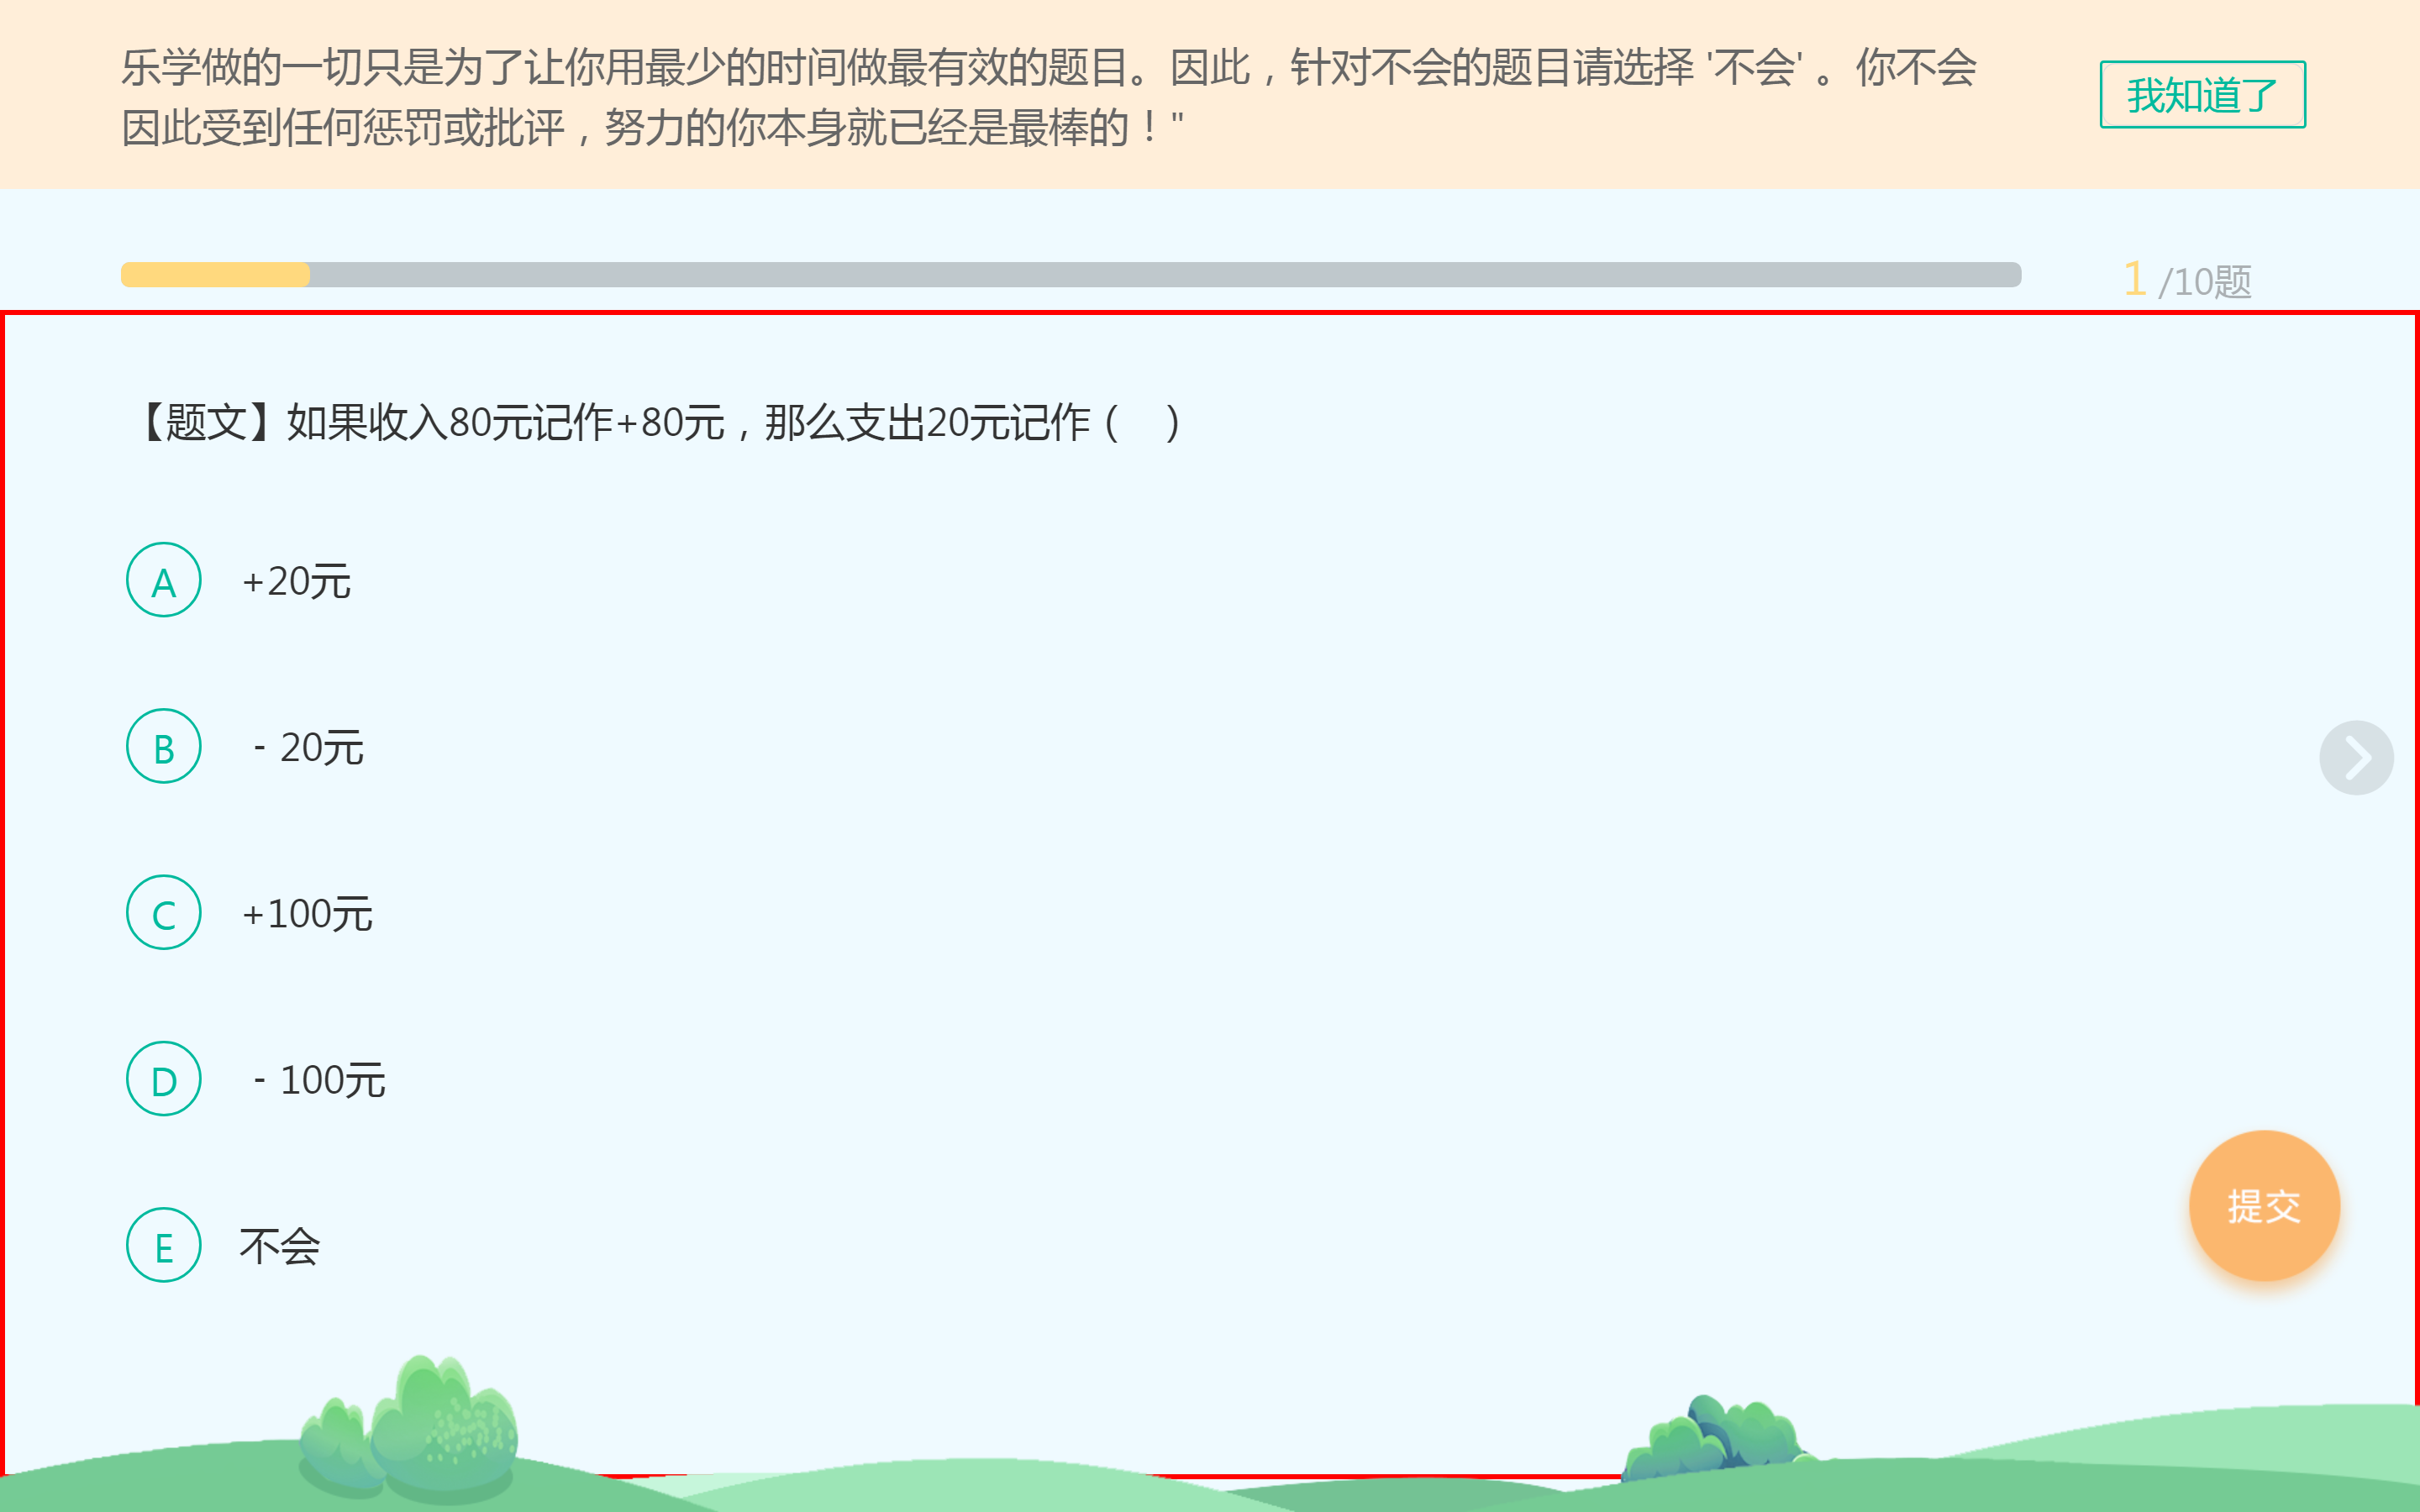 乐学做的一切只是为了让你用最少的时间做最有效的题目。因此，针对不会的题目请选择 '不会' 。你不会
因此受到任何惩罚或批评，努力的你本身就已经是最棒的！"
我知道了
1 /10题
【题文】如果收入80元记作+80元，那么支出20元记作（　）
A +20元
B - 20元
C +100元
D - 100元
E 不会
提交